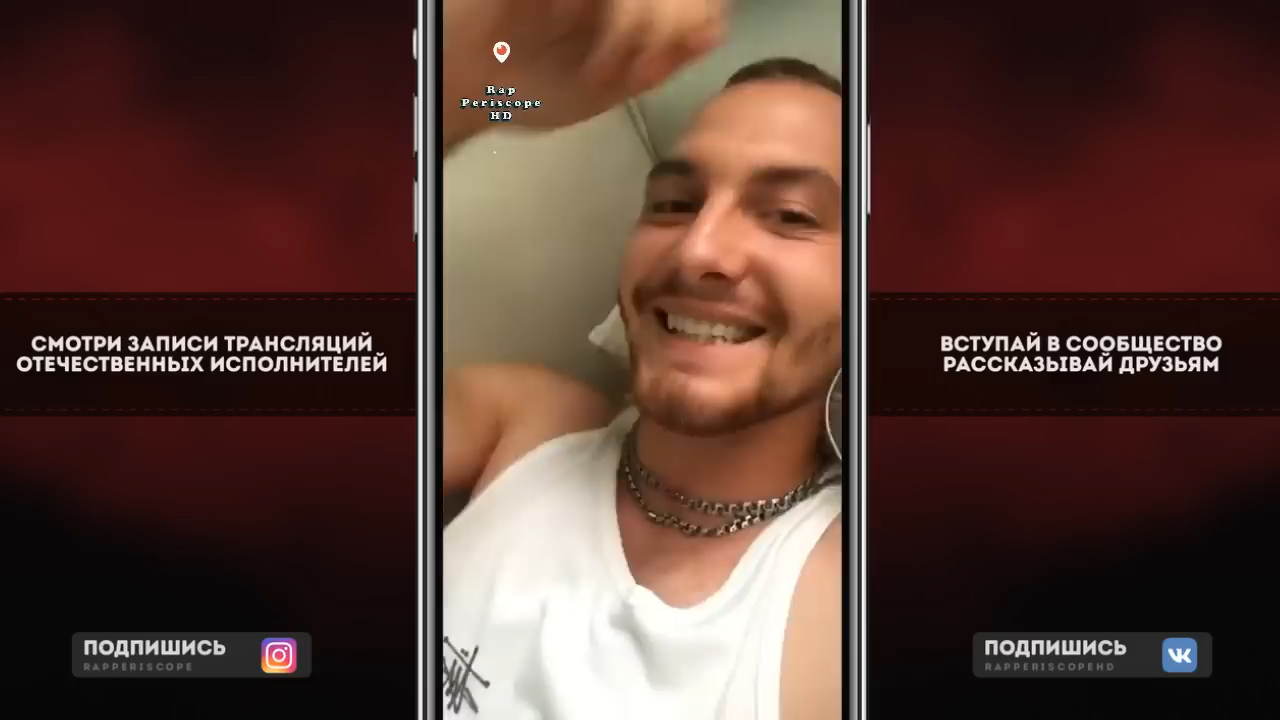 Rap
Periscope
HD
СМОТРИ ЗАПИСИ ТРАНСЛЯЦИЙ
ОТЕЧЕСТВЕННЫХ ИСПОЛНИТЕЛЕЙ
ВСТУПАЙ В СООБЩЕСТВО
РАССКАЗЫВАЙ ДРУЗЬЯМ
ПОДПИШИСЬ
RAPPERISCOPE
ПОДПИШИСЬ
RAPPERISCOPEHD